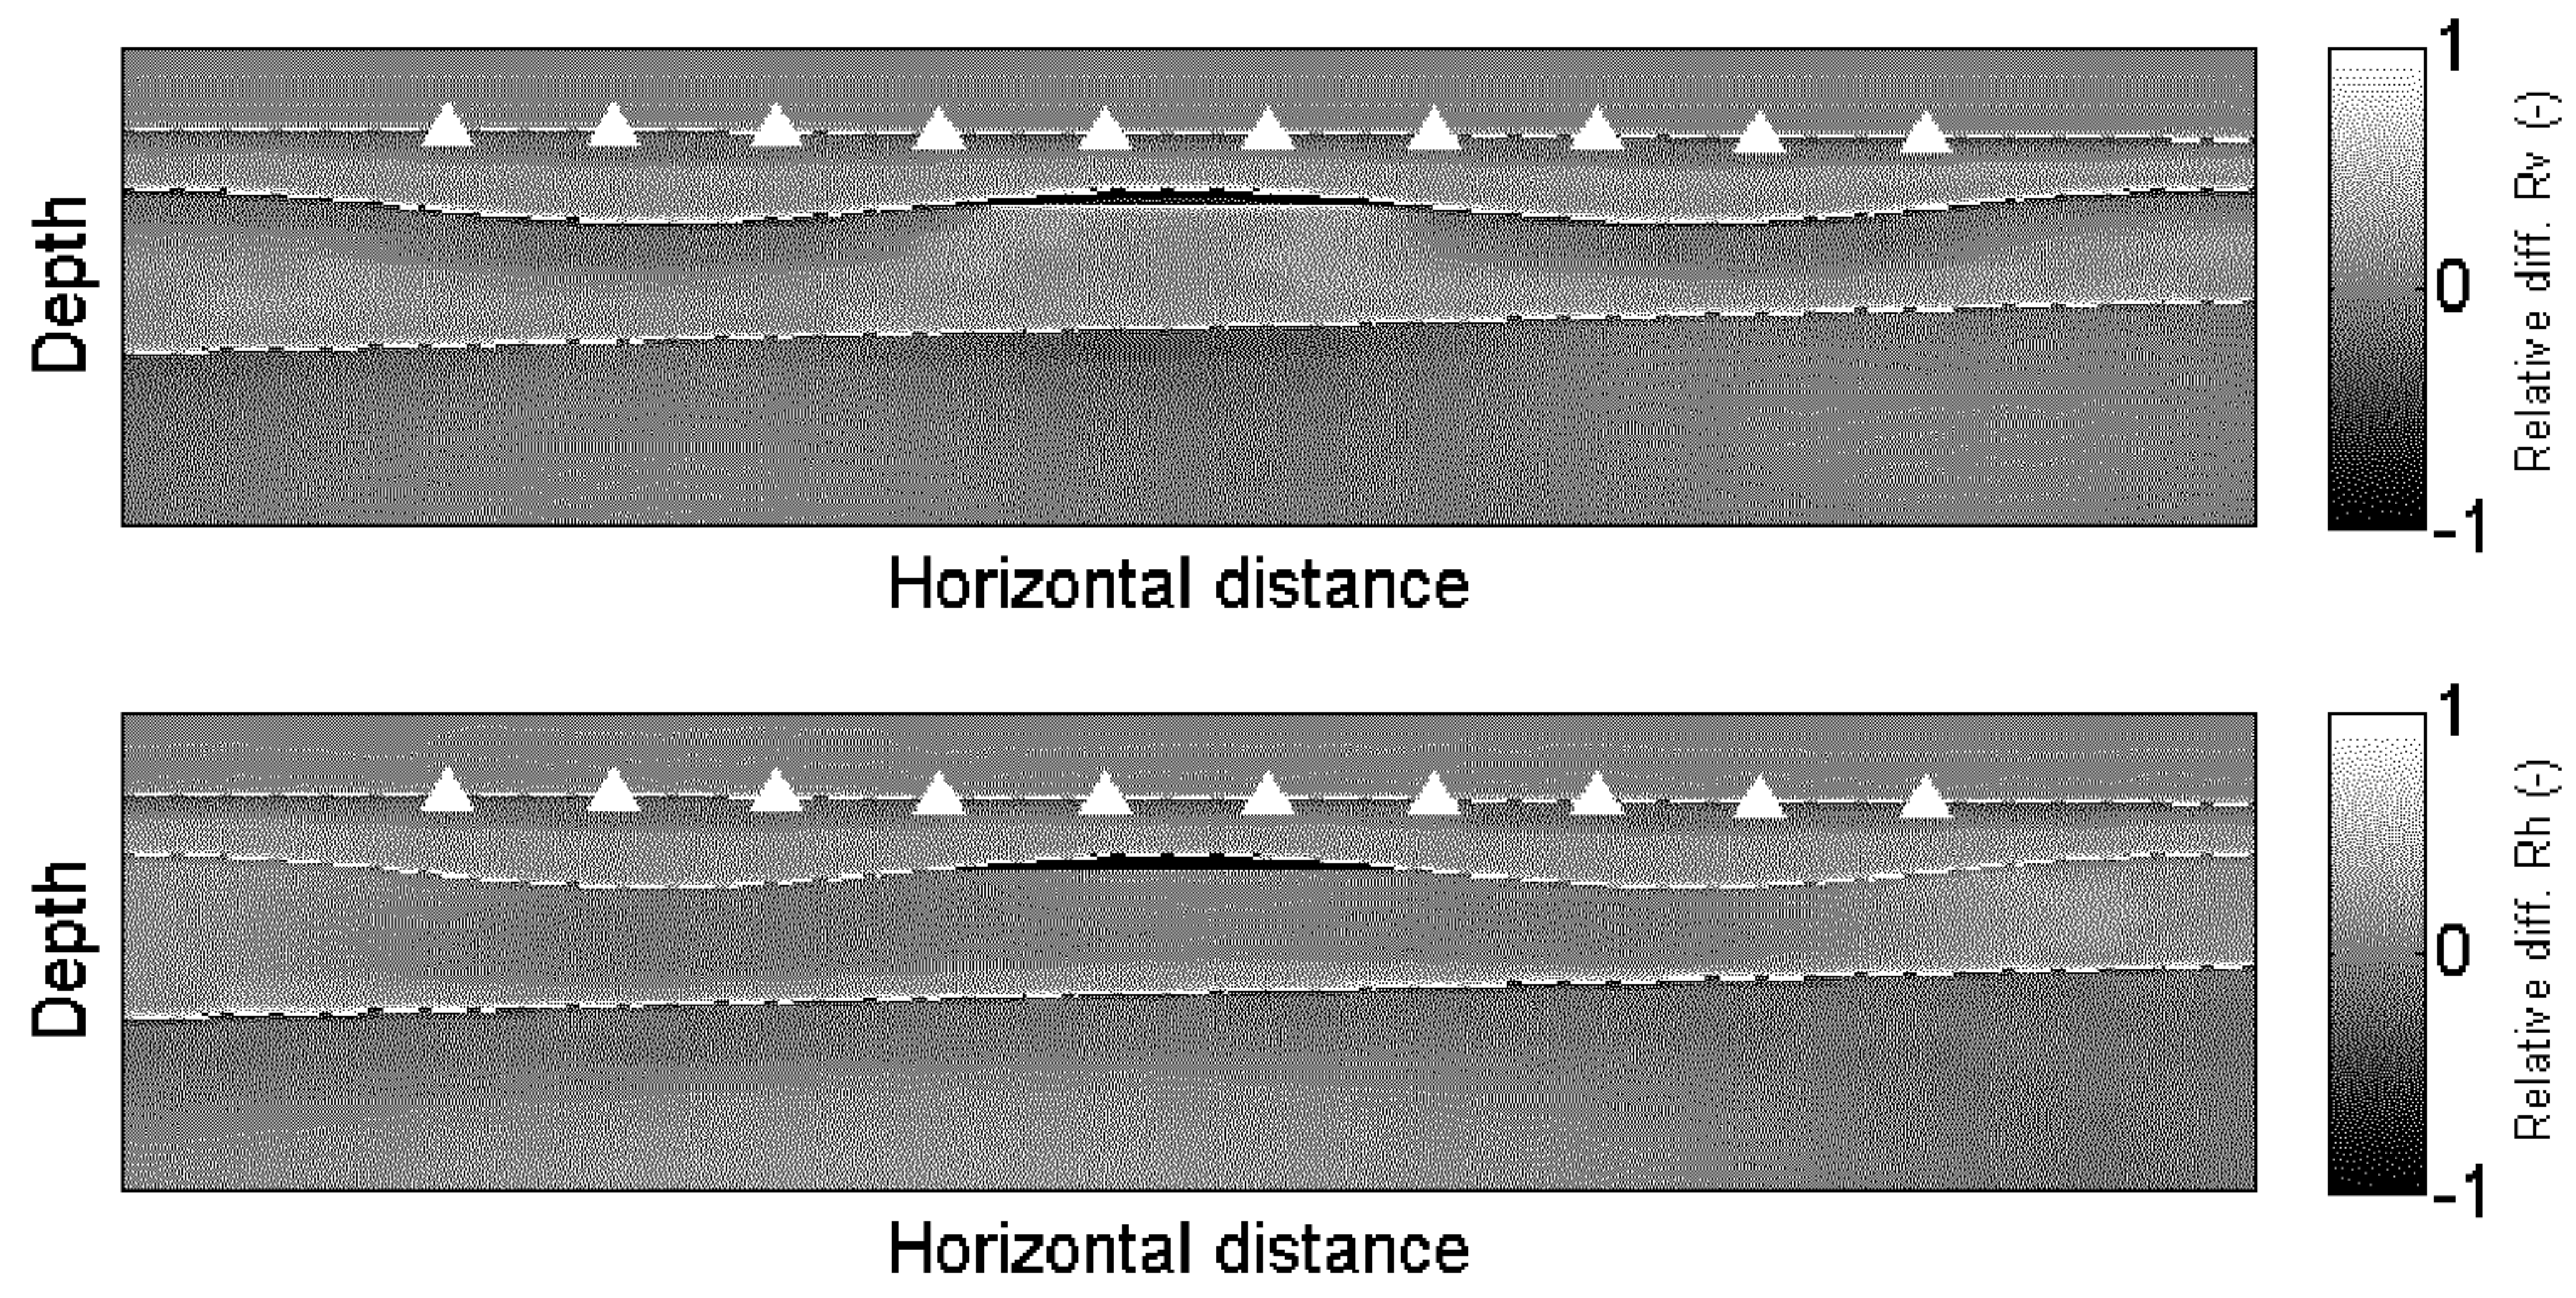 1
0
-1
Relative diff. Rv (-)
Depth
Horizontal distance
1
0
-1
Relative diff. Rh (-)
Depth
Horizontal distance